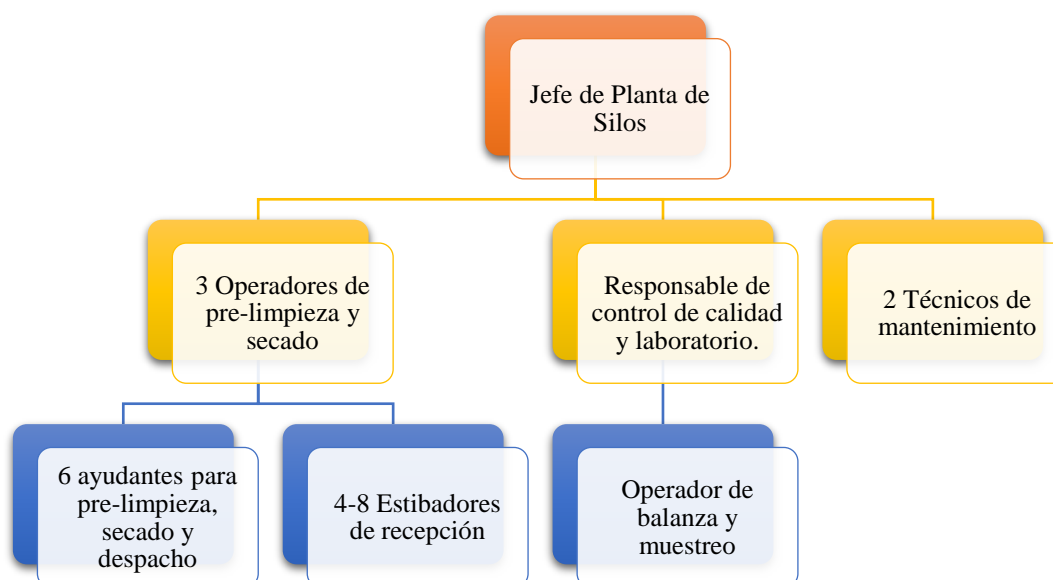 Jefe de Planta de
Silos
3 Operadores de
pre-limpieza y
secado
Responsable de
control de calidad
y laboratorio.
2 Técnicos de
mantenimiento
6 ayudantes para
pre-limpieza,
secado y
despacho
4-8 Estibadores
de recepción
Operador de
balanza y
muestreo